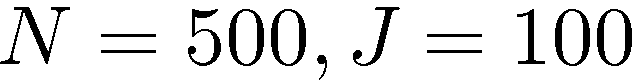 N = 500, J = 100